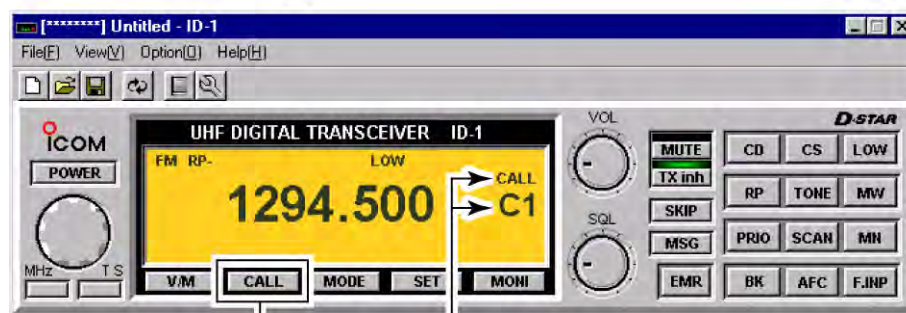 [********] Untitled - ID-1
File(F) View(V) Option(O) Help(H)
ICOM
POWER
MHz TS
UHF DIGITAL TRANSCEIVER ID-1
FM RP- LOW
CALL
1294.500 C1
V/M CALL MODE SET MONI
VOL
SQL
MUTE
TX inh
SKIP
MSG
EMR
D-STAR
CD CS LOW
RP TONE MW
PRIO SCAN MN
BK AFC F.INP